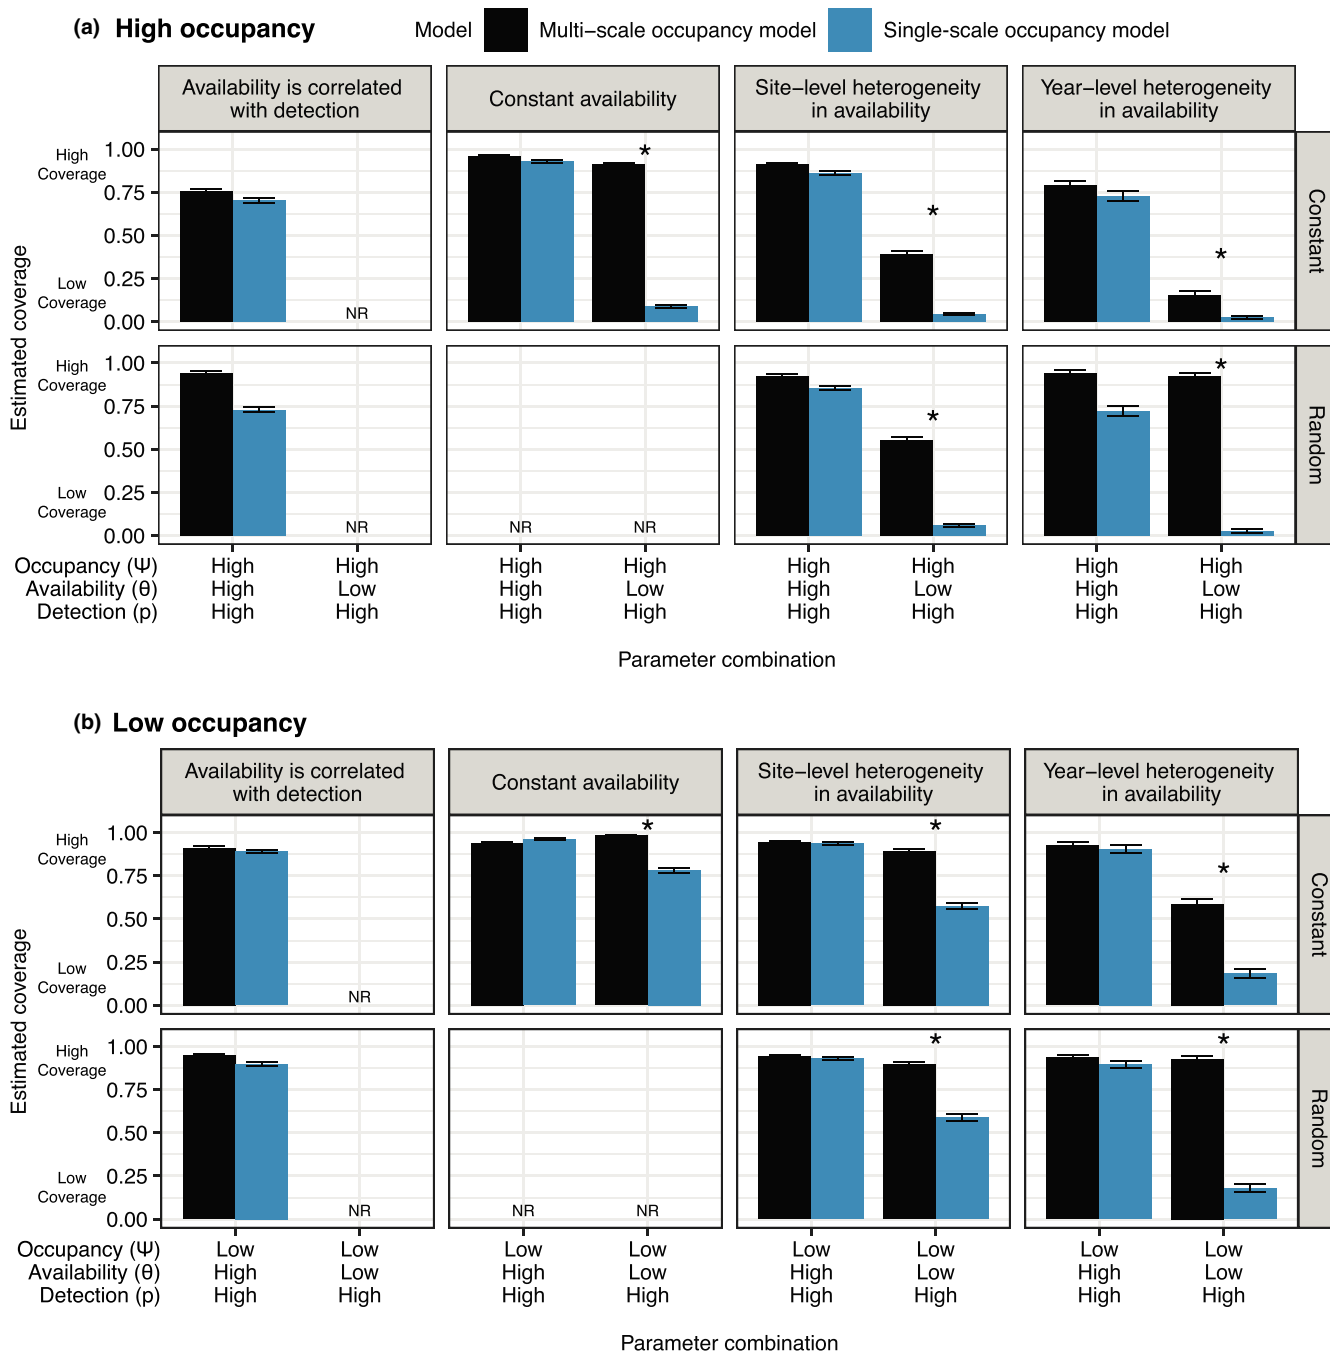 (a) High occupancy
Model Multi−scale occupancy model Single-scale occupancy model
Availability is correlated
with detection
Constant availability
Site−level heterogeneity
in availability
Year−level heterogeneity
in availability
Estimated coverage
High
Coverage
Low
Coverage
1.00
0.75
0.50
0.25
0.00
NR
*
*
*
Constant
High
Coverage
Low
Coverage
1.00
0.75
0.50
0.25
0.00
NR
NR
NR
*
*
Random
Occupancy (Ψ) High High High High High High High High
Availability (θ) High Low High Low High Low High Low
Detection (p) High High High High High High High High
Parameter combination
(b) Low occupancy
Availability is correlated
with detection
Constant availability
Site−level heterogeneity
in availability
Year−level heterogeneity
in availability
Estimated coverage
High
Coverage
Low
Coverage
1.00
0.75
0.50
0.25
0.00
NR
*
*
*
Constant
High
Coverage
Low
Coverage
1.00
0.75
0.50
0.25
0.00
NR
NR
NR
*
*
Random
Occupancy (Ψ) Low Low Low Low Low Low Low Low
Availability (θ) High Low High Low High Low High Low
Detection (p) High High High High High High High High
Parameter combination